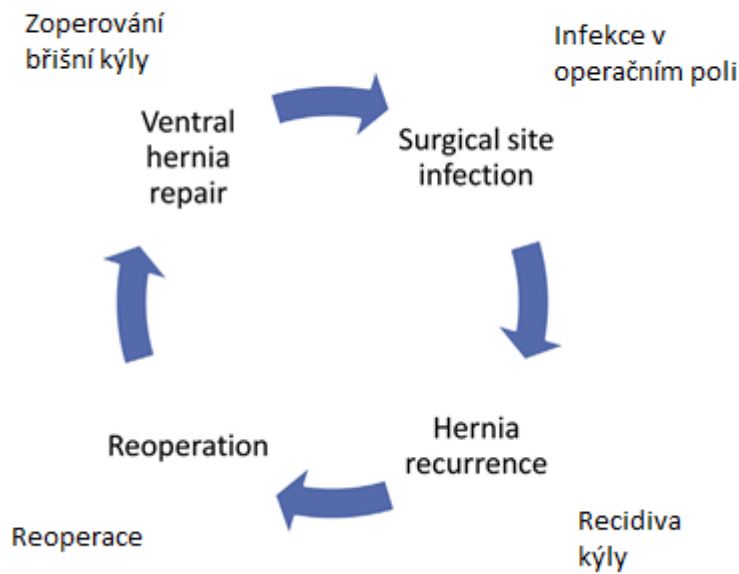 Zoperování
břišní kýly
Infekce v
operačním poli
Ventral
hernia
repair
Surgical site
infection
Reoperation
Hernia
recurrence
Reoperace
Recidiva
kýly